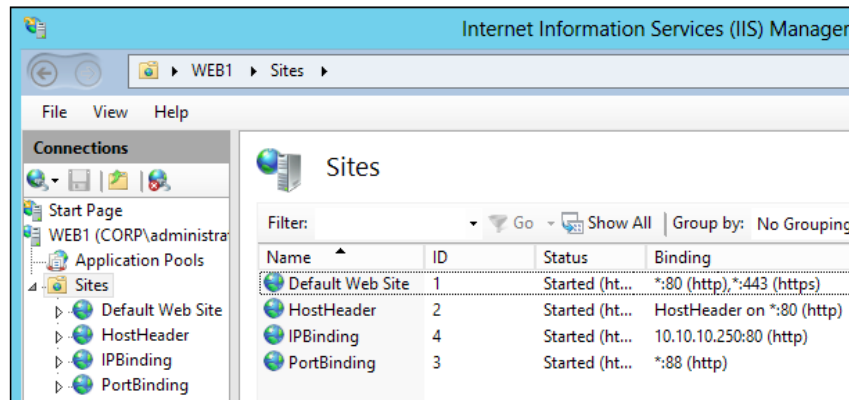 Internet Information Services (IIS) Manager
WEB1 Sites
File View Help
Connections
Start Page
WEB1 (CORP\administra
Application Pools
Sites
Default Web Site
HostHeader
IPBinding
PortBinding
Sites
Filter: Go Show All Group by: No Grouping
Name ID Status Binding
Default Web Site 1 Started (ht... *:80 (http),*:443 (https)
HostHeader 2 Started (ht... HostHeader on *:80 (http)
IPBinding 4 Started (ht... 10.10.10.250:80 (http)
PortBinding 3 Started (ht... *:88 (http)